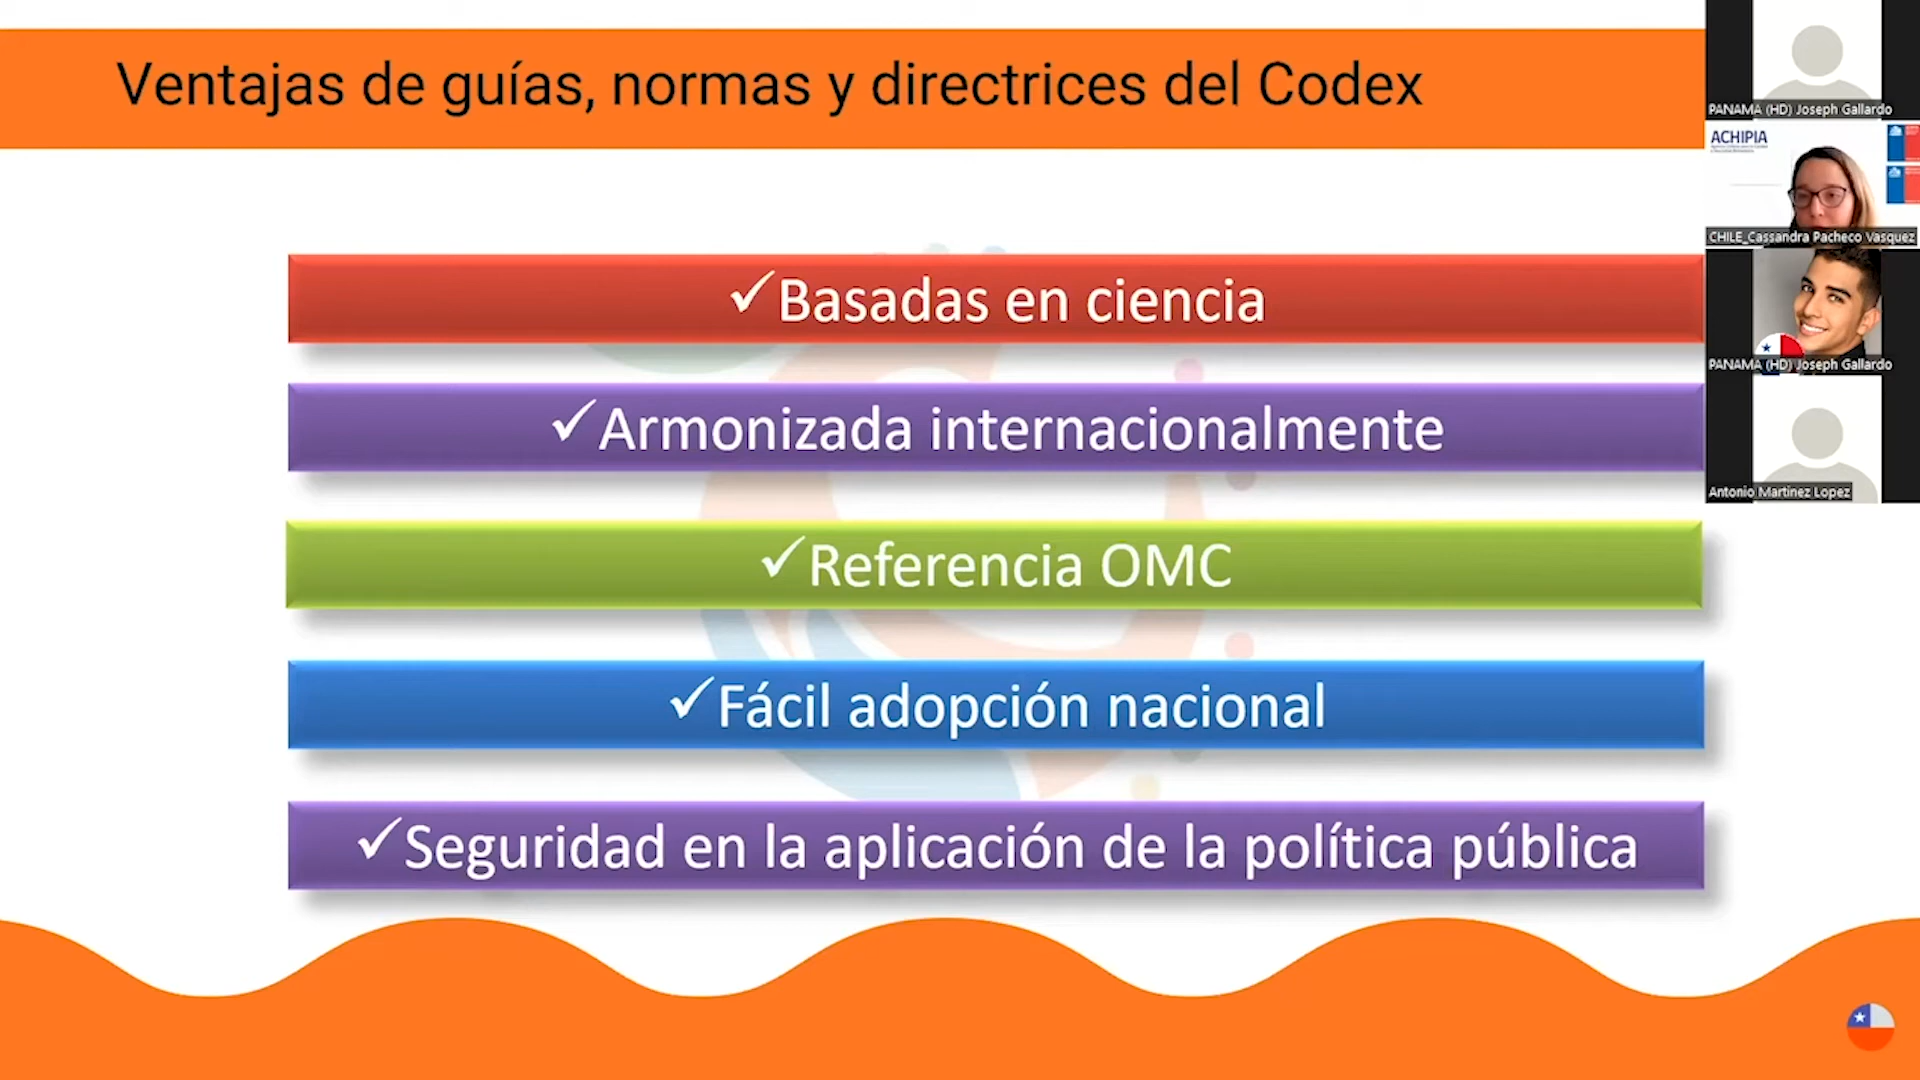 Ventajas de guías, normas y directrices del Codex
✓Basadas en ciencia
✓Armonizada internacionalmente
✓Referencia OMC
✓Fácil adopción nacional
✓Seguridad en la aplicación de la política pública
PANAMA (HD) Joseph Gallardo
ACHIPIA
CHILE_Cassandra Pacheco Vasquez
PANAMA (HD) Joseph Gallardo
Antonio Martinez Lopez